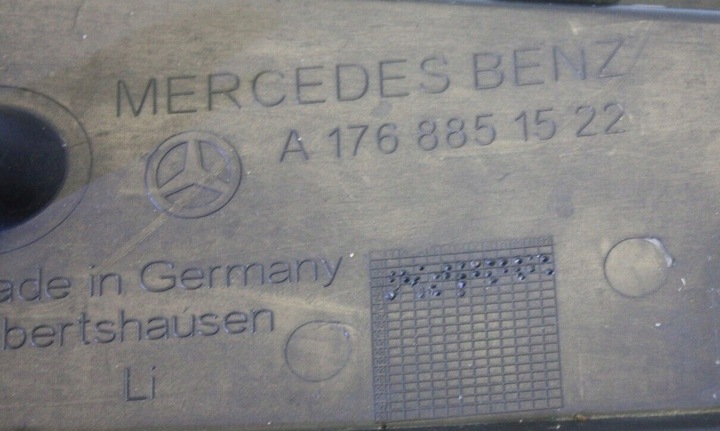 MERCEDES BENZ
A 176 885 15 22
ade in Germany
bertshausen
Li